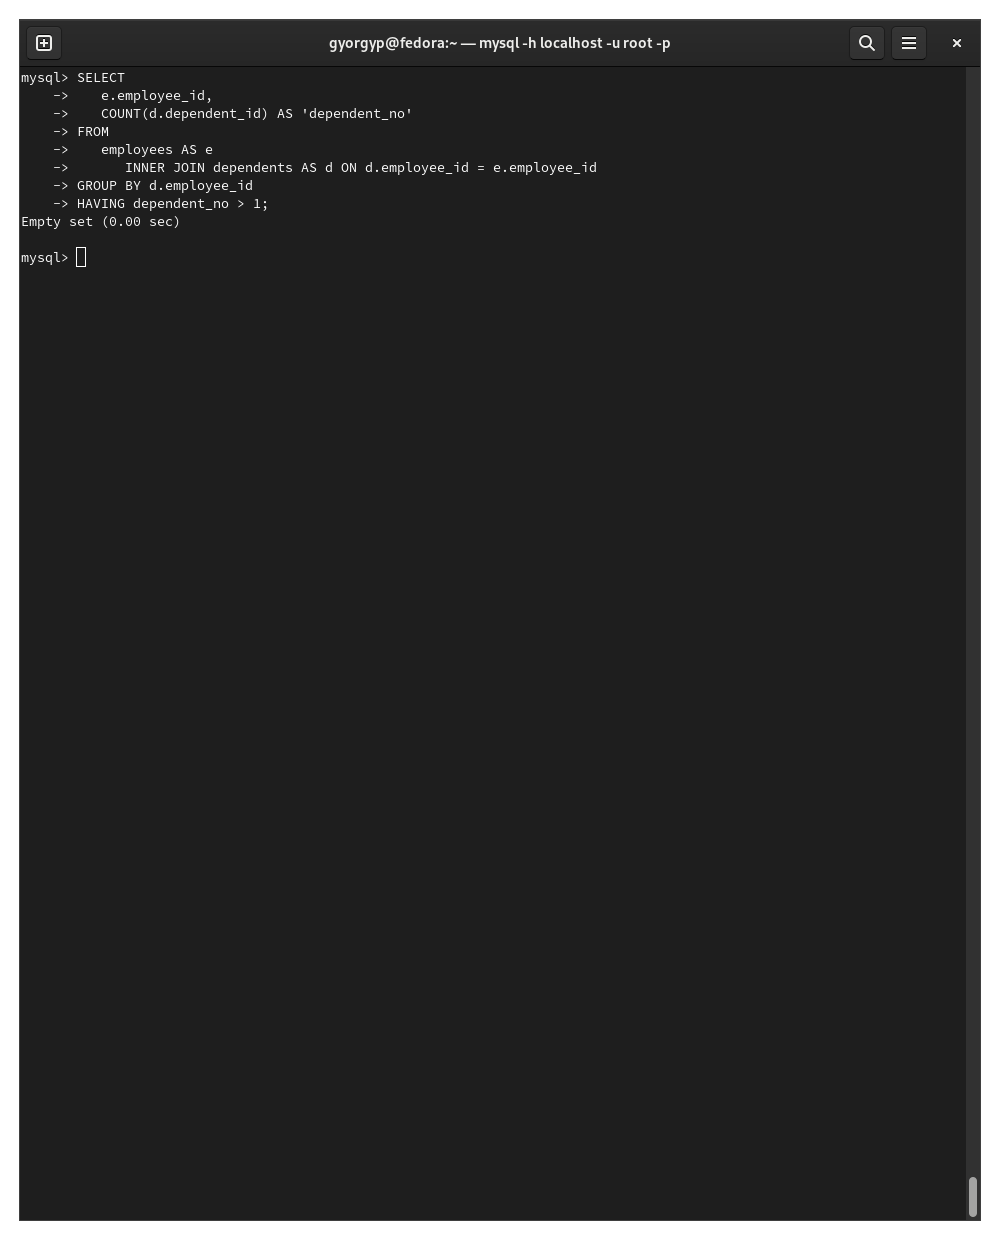 gyorgyp@fedora:~ — mysql -h localhost -u root -p
mysql> SELECT
    ->    e.employee_id,
    ->    COUNT(d.dependent_id) AS 'dependent_no'
    -> FROM
    ->    employees AS e
    ->       INNER JOIN dependents AS d ON d.employee_id = e.employee_id
    -> GROUP BY d.employee_id
    -> HAVING dependent_no > 1;
Empty set (0.00 sec)
mysql>